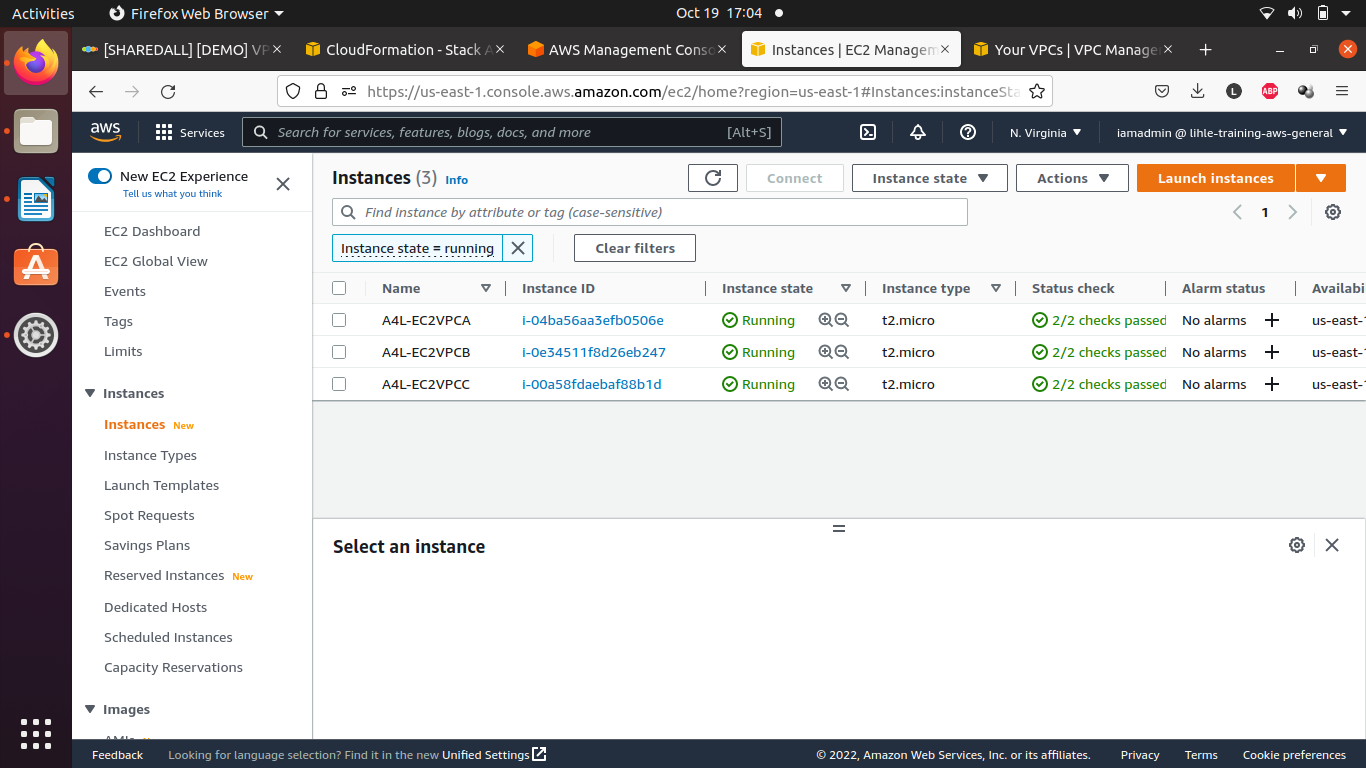 Activities Firefox Web Browser Oct 19 17:04
[SHAREDALL] [DEMO] VP CloudFormation - Stack A AWS Management Conso Instances | EC2 Managem Your VPCs | VPC Manage
https://us-east-1.console.aws.amazon.com/ec2/home?region=us-east-1#Instances:instanceSta L ABP
aws Services Search for services, features, blogs, docs, and more [Alt+S] N. Virginia iamadmin @ lihle-training-aws-general
New EC2 Experience
Tell us what you think
EC2 Dashboard
EC2 Global View
Events
Tags
Limits
Instances
Instances New
Instance Types
Launch Templates
Spot Requests
Savings Plans
Reserved Instances New
Dedicated Hosts
Scheduled Instances
Capacity Reservations
Images
Instances (3) Info Connect Instance state Actions Launch instances
Find instance by attribute or tag (case-sensitive) 1
Instance state = running Clear filters
Name Instance ID Instance state Instance type Status check Alarm status Availabi
A4L-EC2VPCA i-04ba56aa3efb0506e Running t2.micro 2/2 checks passed No alarms us-east-1
A4L-EC2VPCB i-0e34511f8d26eb247 Running t2.micro 2/2 checks passed No alarms us-east-1
A4L-EC2VPCC i-00a58fdaebaf88b1d Running t2.micro 2/2 checks passed No alarms us-east-1
Select an instance
Feedback Looking for language selection? Find it in the new Unified Settings © 2022, Amazon Web Services, Inc. or its affiliates. Privacy Terms Cookie preferences